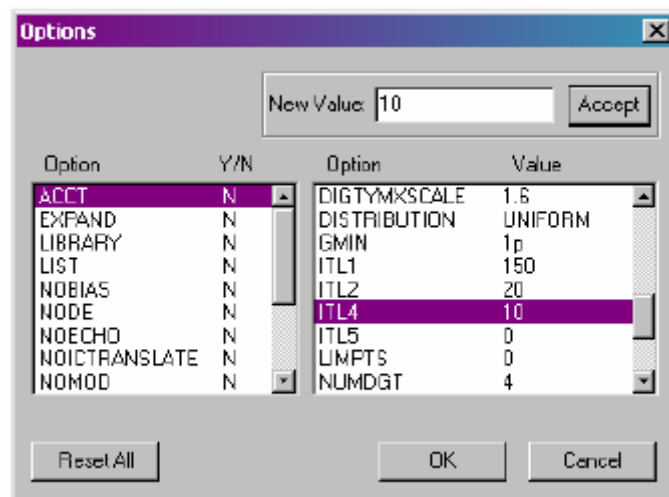 Options
New Value: 10 Accept
Option Y/N Option Value
ACCT N DIGTYMXSCALE 1.6
EXPAND N DISTRIBUTION UNIFORM
LIBRARY N GMIN 1p
LIST N ITL1 150
NOBIAS N ITL2 20
NODE N ITL4 10
NOECHO N ITL5 0
NOICTRANSLATE N LIMPTS 0
NOMOD N NUMDGT 4
Reset All OK Cancel